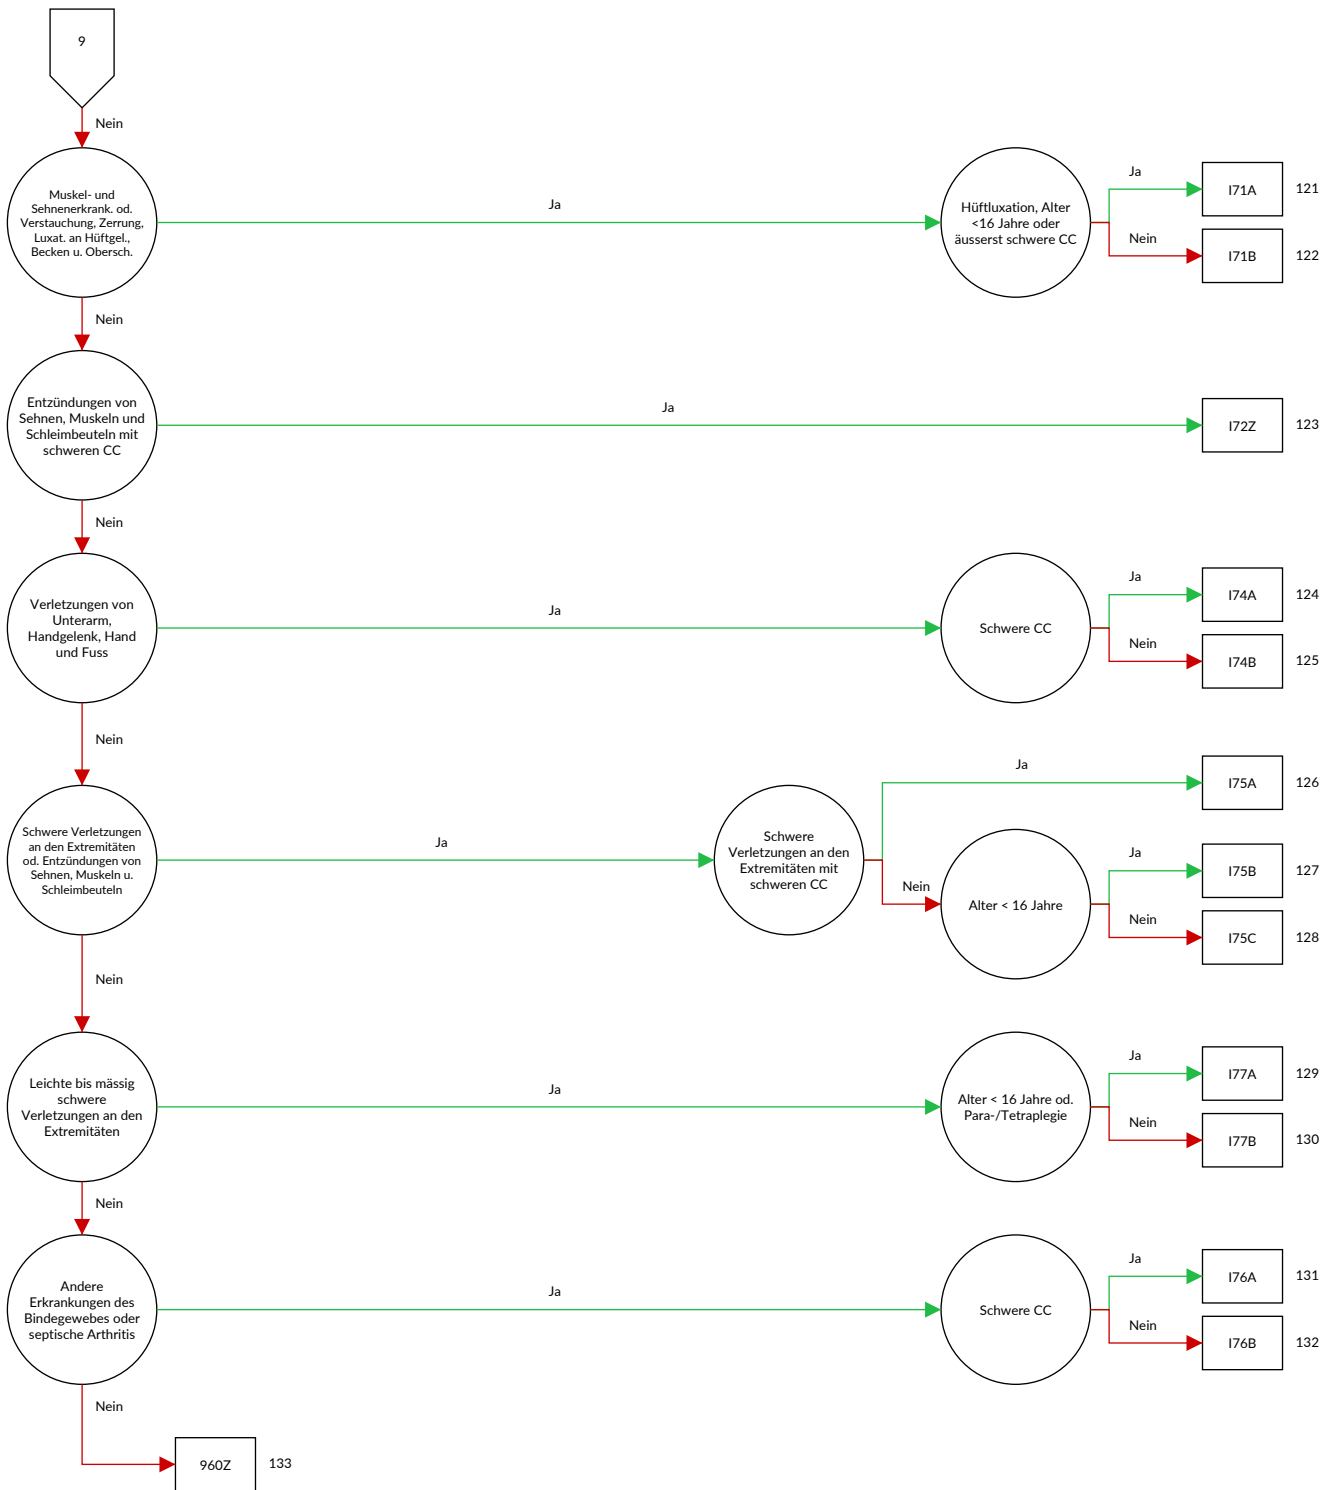 9
Nein
Muskel- und
Sehnenerkrank. od.
Verstauchung, Zerrung,
Luxat. an Hüftgel.,
Becken u. Obersch.
Ja
Hüftluxation, Alter
<16 Jahre oder
äusserst schwere CC
Ja
I71A
121
Nein
I71B
122
Nein
Entzündungen von
Sehnen, Muskeln und
Schleimbeuteln mit
schweren CC
Ja
I72Z
123
Nein
Verletzungen von
Unterarm,
Handgelenk, Hand
und Fuss
Ja
Schwere CC
Ja
I74A
124
Nein
I74B
125
Nein
Schwere Verletzungen
an den Extremitäten
od. Entzündungen von
Sehnen, Muskeln u.
Schleimbeuteln
Ja
Schwere
Verletzungen an den
Extremitäten mit
schweren CC
Ja
I75A
126
Nein
Alter < 16 Jahre
Ja
I75B
127
Nein
I75C
128
Nein
Leichte bis mässig
schwere
Verletzungen an den
Extremitäten
Ja
Alter < 16 Jahre od.
Para-/Tetraplegie
Ja
I77A
129
Nein
I77B
130
Nein
Andere
Erkrankungen des
Bindegewebes oder
septische Arthritis
Ja
Schwere CC
Ja
I76A
131
Nein
I76B
132
Nein
960Z
133